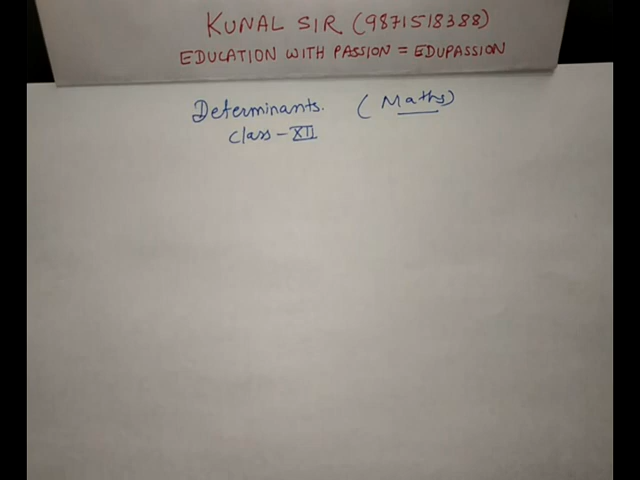 KUNAL SIR (9871518388)
EDUCATION WITH PASSION = EDUPASSION
Determinants. (Maths)
Class - XII